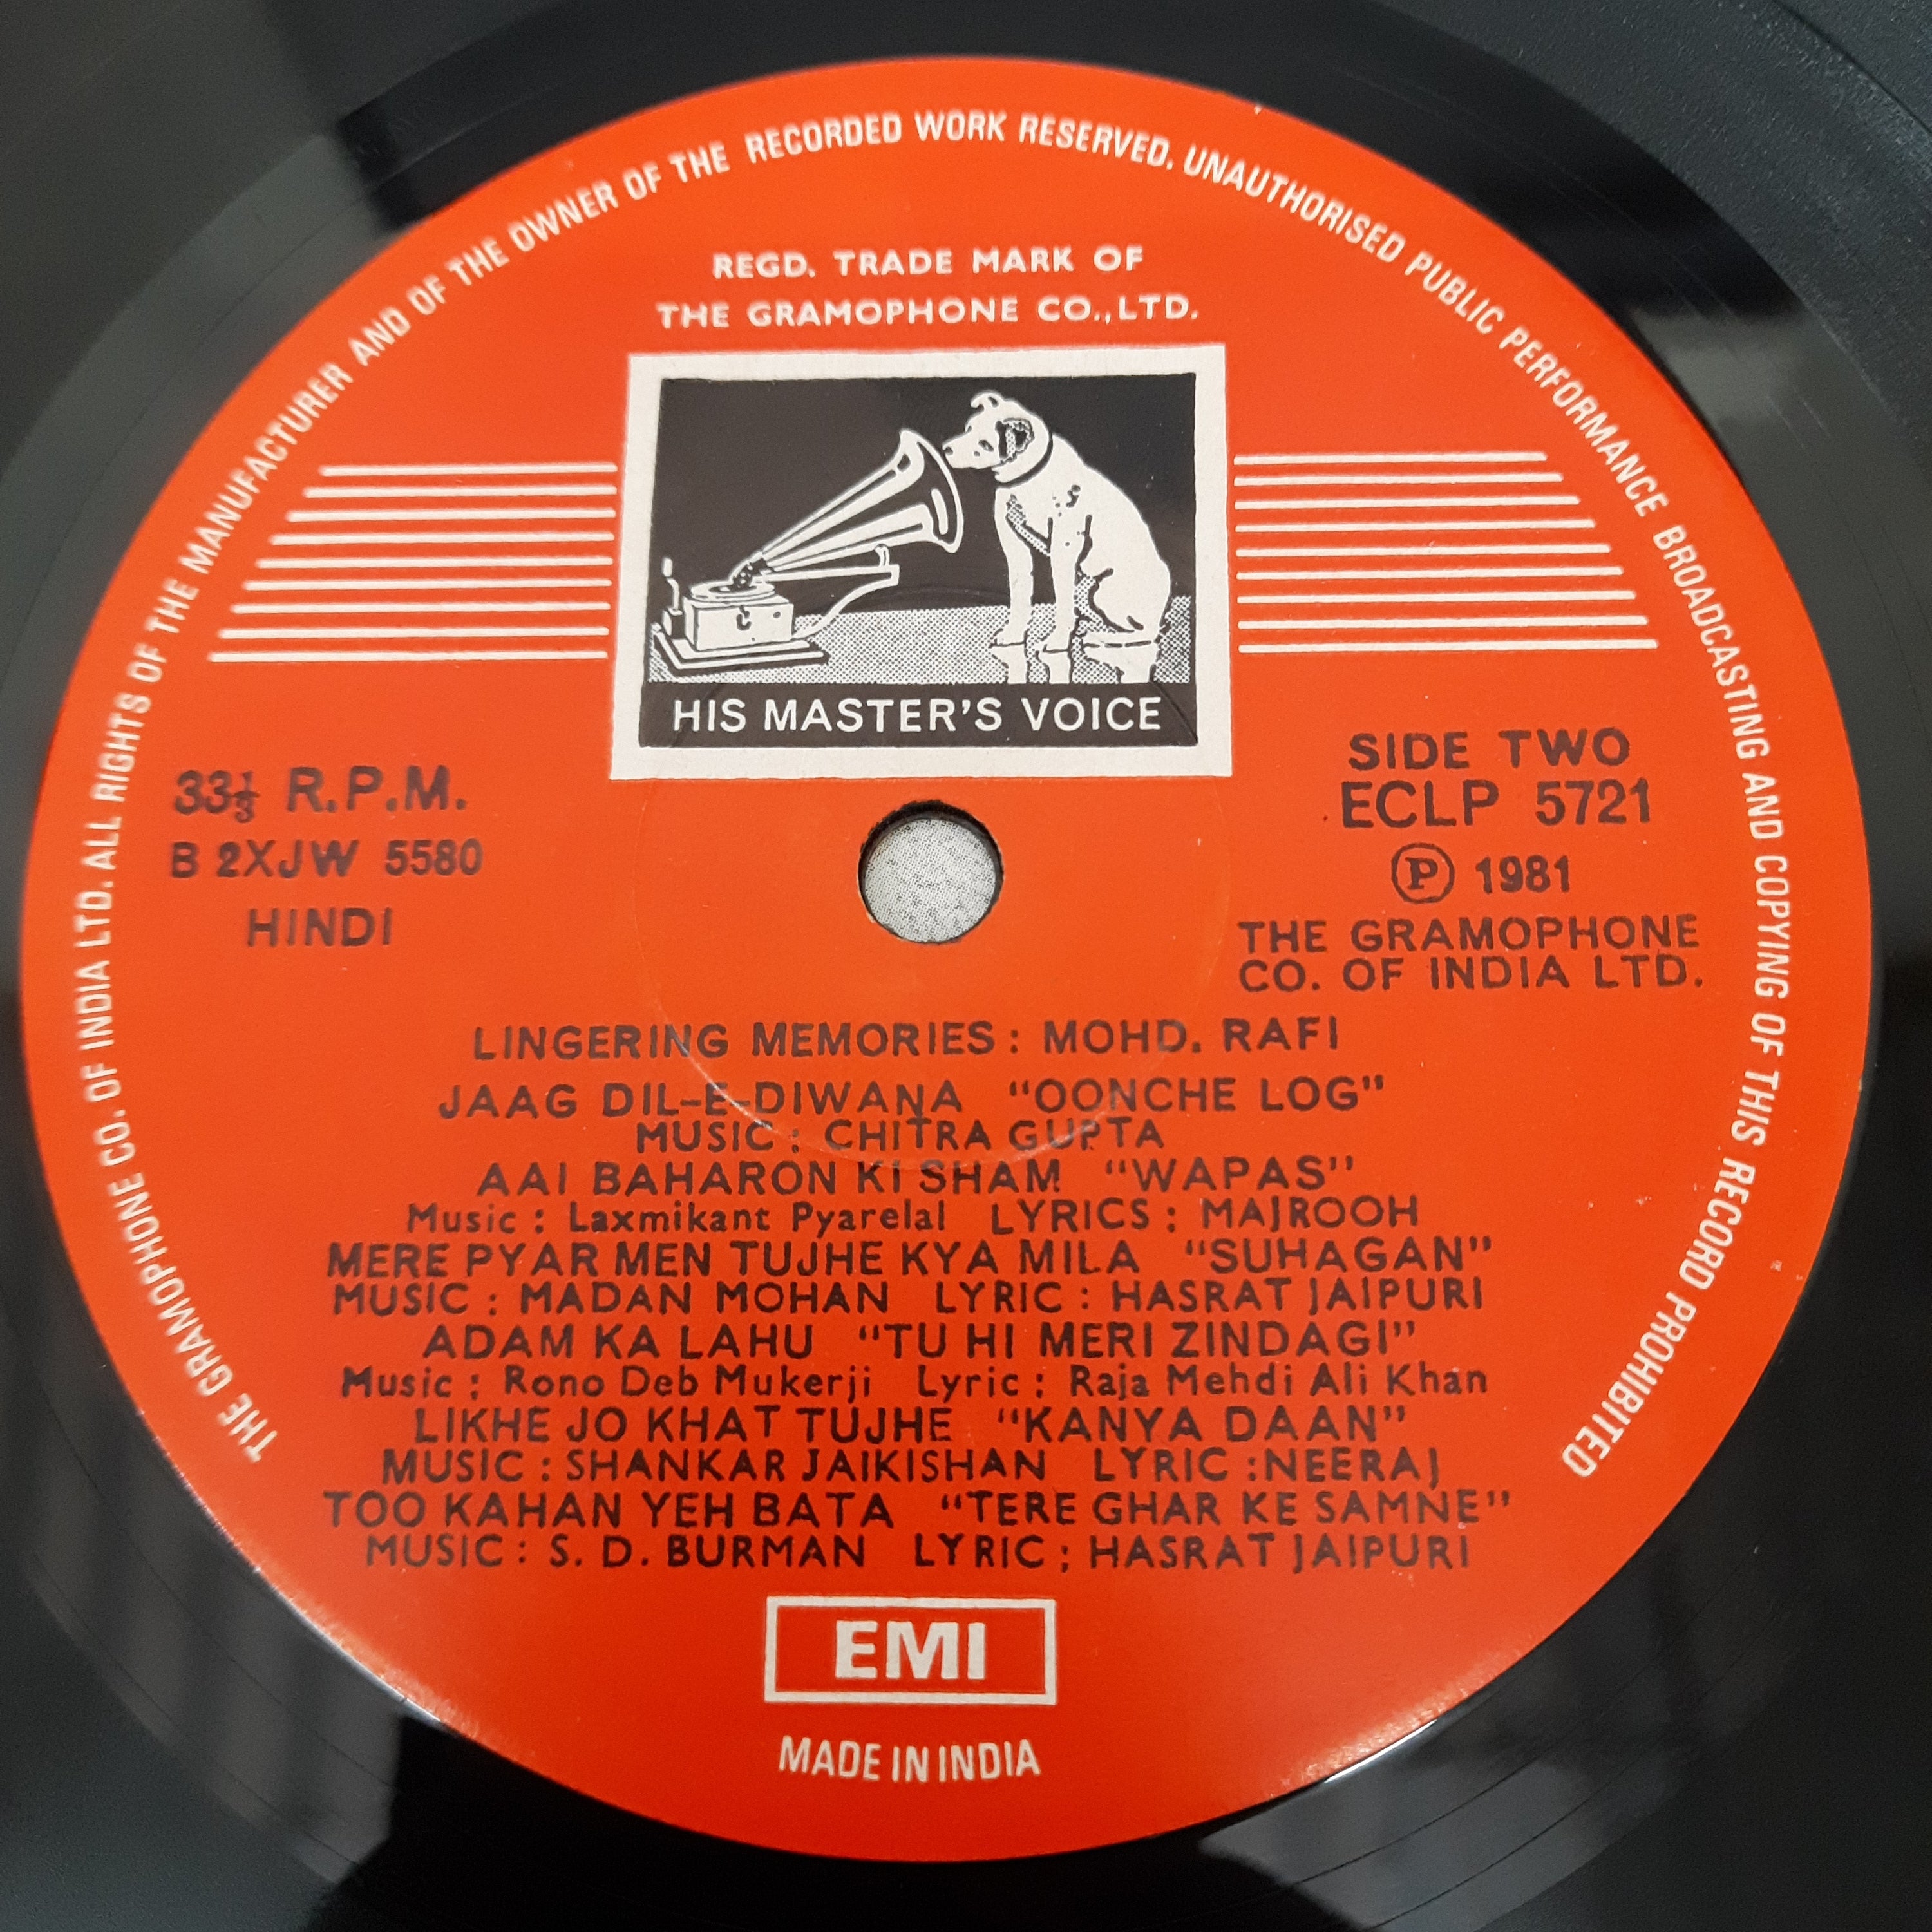 THE GRAMOPHONE CO. OF INDIA LTD. ALL RIGHTS OF THE MANUFACTURER AND OF THE OWNER OF THE RECORDED WORK RESERVED. UNAUTHORISED PUBLIC PERFORMANCE BROADCASTING AND COPYING OF THIS RECORD PROHIBITED
REGD. TRADE MARK OF
THE GRAMOPHONE CO.,LTD.
HIS MASTER'S VOICE
33⅓ R.P.M.
B 2XJW 5580
HINDI
SIDE TWO
ECLP 5721
Ⓟ 1981
THE GRAMOPHONE
CO. OF INDIA LTD.
LINGERING MEMORIES: MOHD. RAFI
JAAG DIL-E-DIWANA "OONCHE LOG"
MUSIC: CHITRA GUPTA
AAI BAHARON KI SHAM "WAPAS"
Music: Laxmikant Pyarelal LYRICS: MAJROOH
MERE PYAR MEN TUJHE KYA MILA "SUHAGAN"
MUSIC: MADAN MOHAN LYRIC: HASRAT JAIPURI
ADAM KA LAHU "TU HI MERI ZINDAGI"
Music: Rono Deb Mukerji Lyric: Raja Mehdi Ali Khan
LIKHE JO KHAT TUJHE "KANYA DAAN"
MUSIC: SHANKAR JAIKISHAN LYRIC :NEERAJ
TOO KAHAN YEH BATA "TERE GHAR KE SAMNE"
MUSIC: S. D. BURMAN LYRIC; HASRAT JAIPURI
EMI
MADE IN INDIA